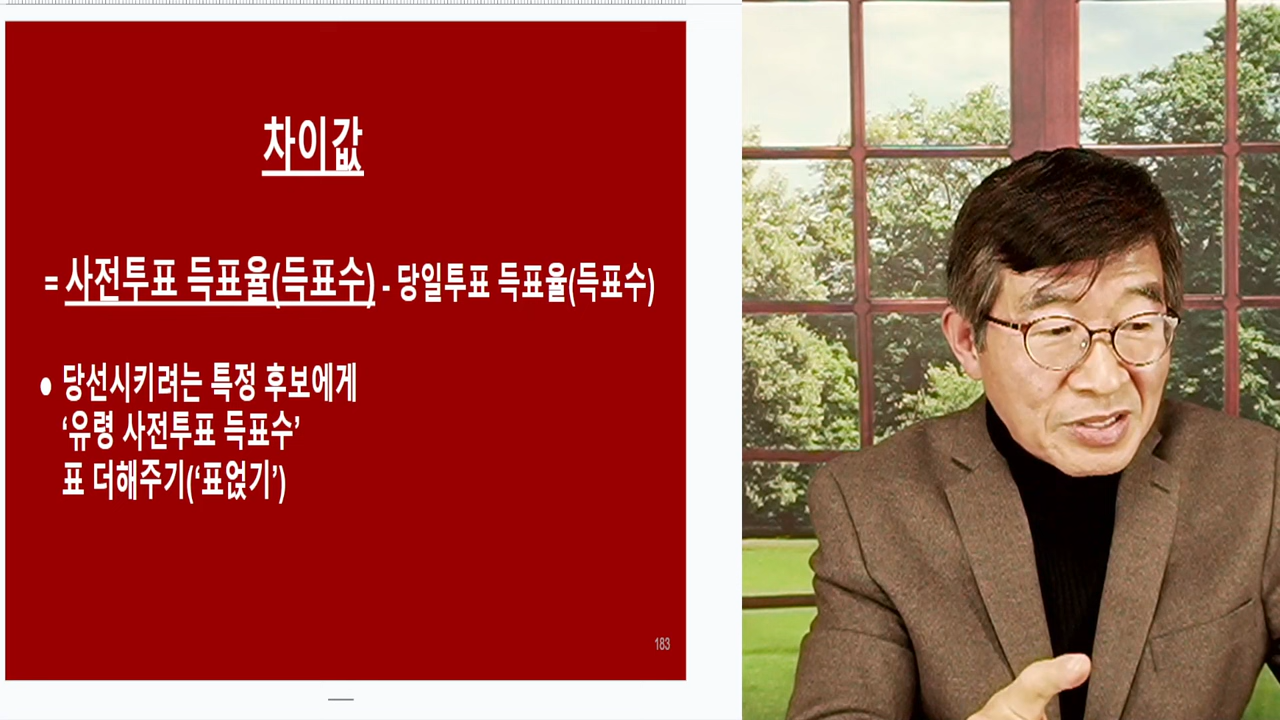 차이값
= 사전투표 득표율(득표수) - 당일투표 득표율(득표수)
● 당선시키려는 특정 후보에게
‘유령 사전투표 득표수’
표 더해주기(‘표얹기’)
183